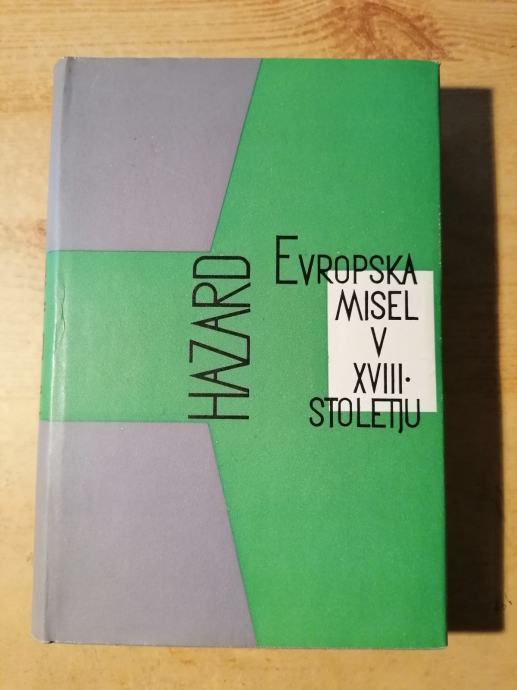 HAZARD
EVROPSKA
MISEL
V
XVIII.
STOLETJU